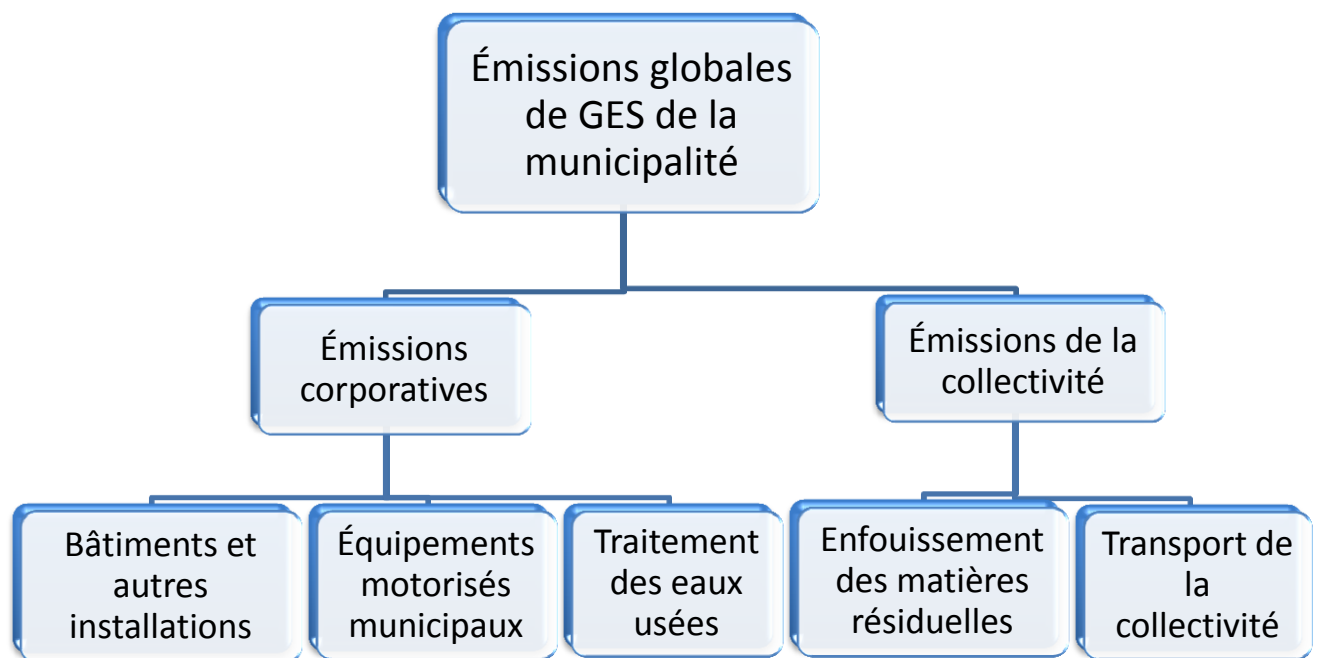 Émissions globales
de GES de la
municipalité
Émissions
corporatives
Émissions de la
collectivité
Bâtiments et
autres
installations
Équipements
motorisés
municipaux
Traitement
des eaux
usées
Enfouissement
des matières
résiduelles
Transport de
la
collectivité